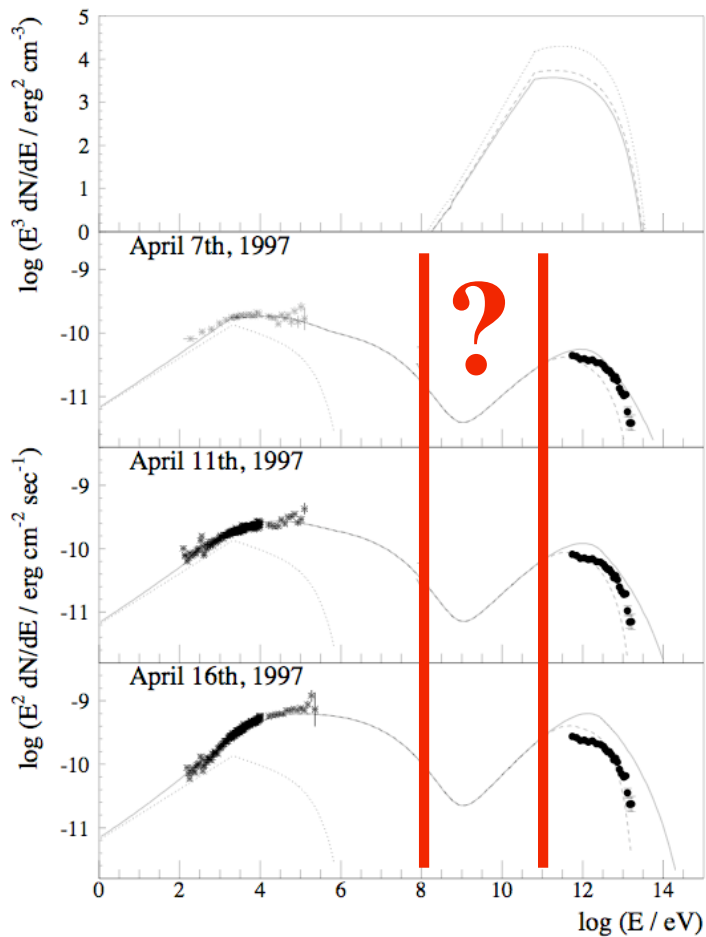 log (E³ dN/dE / erg² cm⁻³)
5
4
3
2
1
0
April 7th, 1997
-9
-10
-11
?
log (E² dN/dE / erg cm⁻² sec⁻¹)
April 11th, 1997
-9
-10
-11
April 16th, 1997
-9
-10
-11
0 2 4 6 8 10 12 14
log (E / eV)